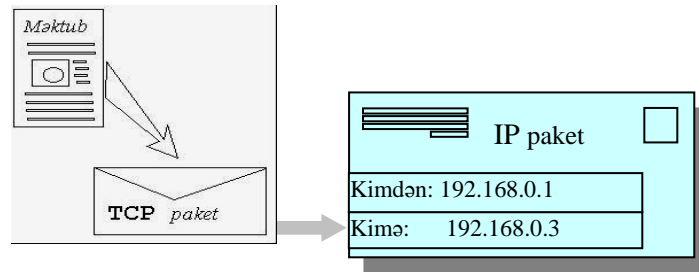 Məktub
TCP paket
IP paket
Kimdən: 192.168.0.1
Kimə: 192.168.0.3